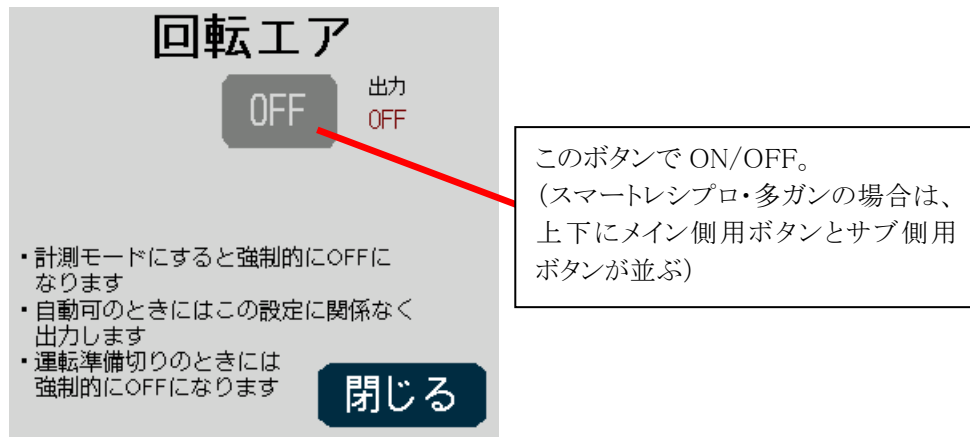 回転エア
OFF
出力
OFF
・計測モードにすると強制的にOFFに
なります
・自動可のときにはこの設定に関係なく
出力します
・運転準備切りのときには
強制的にOFFになります
閉じる
このボタンで ON/OFF。
（スマートレシプロ・多ガンの場合は、
上下にメイン側用ボタンとサブ側用
ボタンが並ぶ）